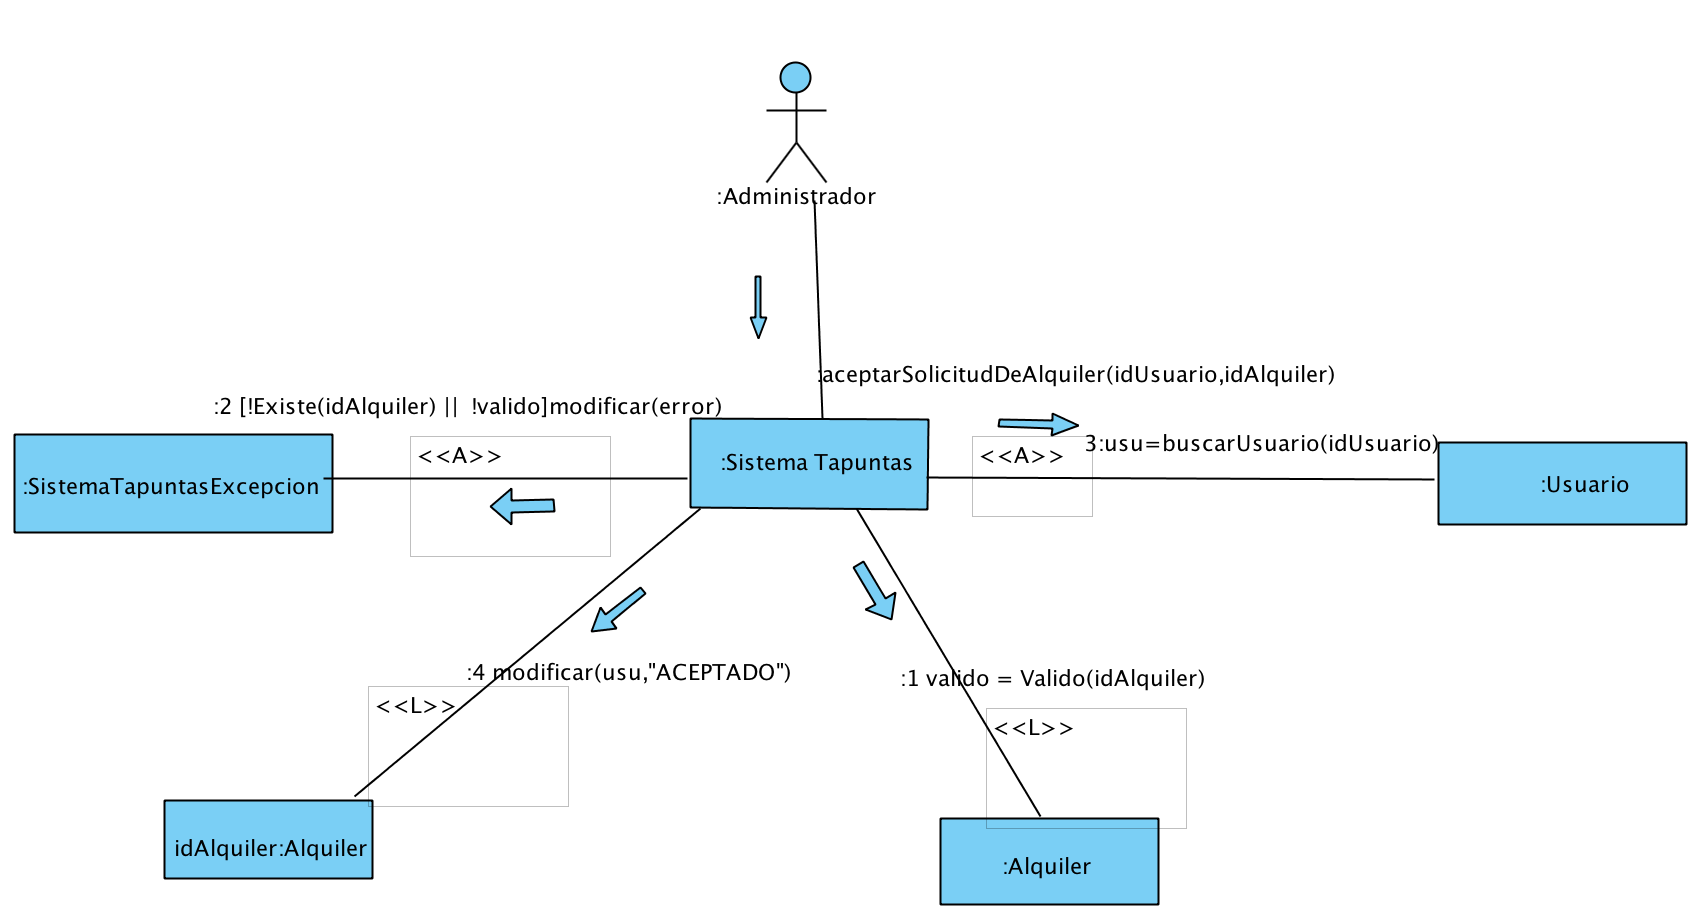 :Administrador
:aceptarSolicitudDeAlquiler(idUsuario,idAlquiler)
:2 [!Existe(idAlquiler) || !valido]modificar(error)
<<A>>
:Sistema Tapuntas
<<A>>
3:usu=buscarUsuario(idUsuario)
:SistemaTapuntasExcepcion
:Usuario
:4 modificar(usu,"ACEPTADO")
:1 valido = Valido(idAlquiler)
<<L>>
<<L>>
idAlquiler:Alquiler
:Alquiler